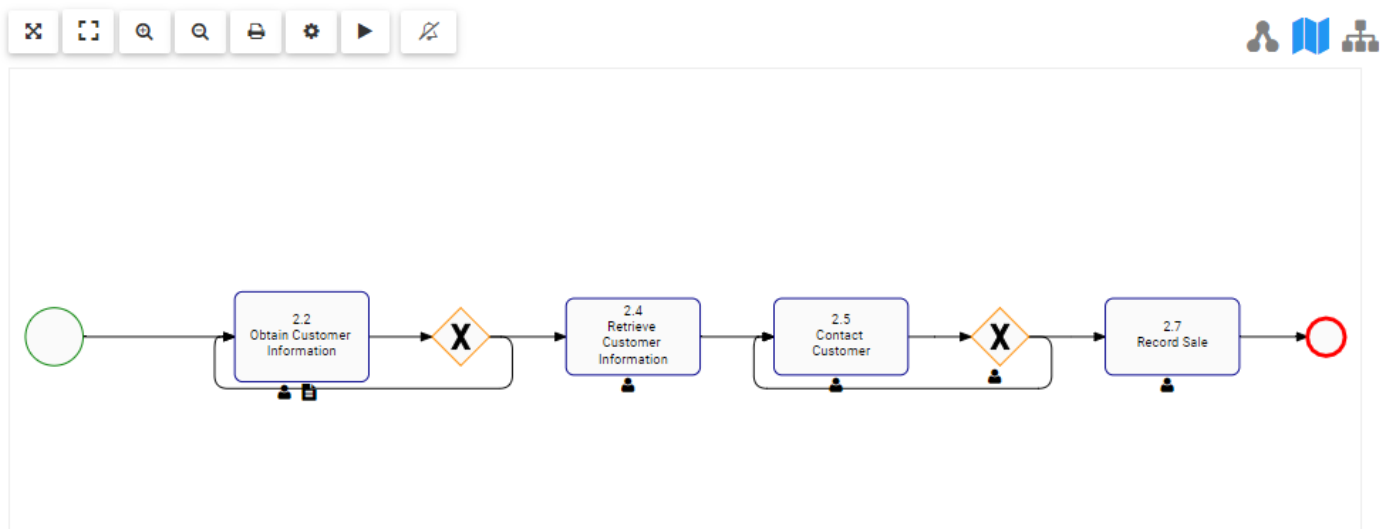 2.2
Obtain Customer
Information
X
2.4
Retrieve
Customer
Information
2.5
Contact
Customer
X
2.7
Record Sale